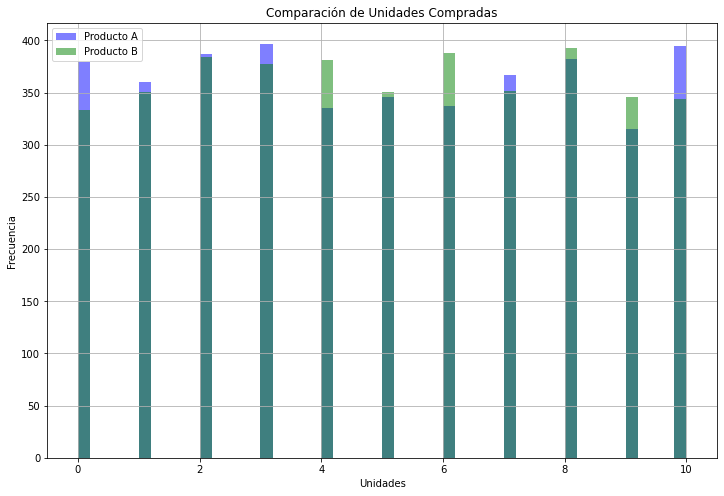 Comparación de Unidades Compradas
Producto A
Producto B
400
350
300
250
200
150
100
50
0
Frecuencia
0 2 4 6 8 10
Unidades